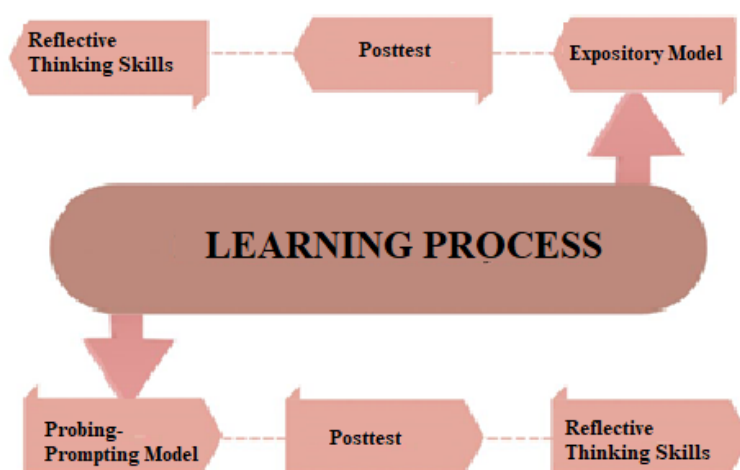 Reflective
Thinking Skills
Posttest
Expository Model
LEARNING PROCESS
Probing-
Prompting Model
Posttest
Reflective
Thinking Skills